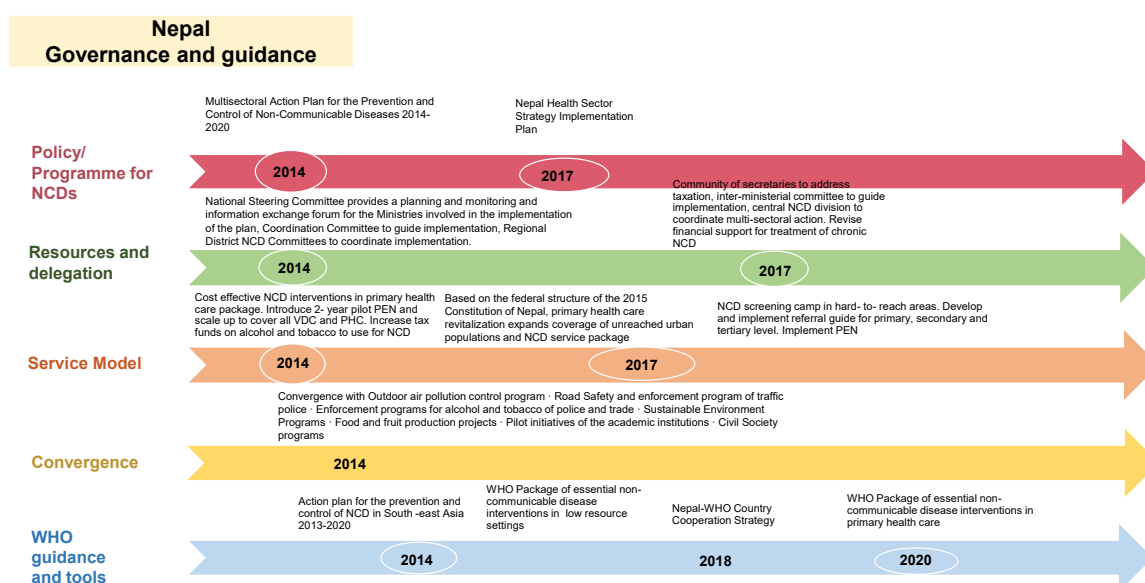 Nepal
Governance and guidance
Multisectoral Action Plan for the Prevention and
Control of Non-Communicable Diseases 2014-
2020
Nepal Health Sector
Strategy Implementation
Plan
Policy/
Programme for
NCDs
2014
2017
National Steering Committee provides a planning and monitoring and
information exchange forum for the Ministries involved in the implementation
of the plan, Coordination Committee to guide implementation, Regional
District NCD Committees to coordinate implementation.
Community of secretaries to address
taxation, inter-ministerial committee to guide
implementation, central NCD division to
coordinate multi-sectoral action. Revise
financial support for treatment of chronic
NCD
Resources and
delegation
2014
2017
Cost effective NCD interventions in primary health
care package. Introduce 2- year pilot PEN and
scale up to cover all VDC and PHC. Increase tax
funds on alcohol and tobacco to use for NCD
Based on the federal structure of the 2015
Constitution of Nepal, primary health care
revitalization expands coverage of unreached urban
populations and NCD service package
NCD screening camp in hard- to- reach areas. Develop
and implement referral guide for primary, secondary and
tertiary level. Implement PEN
Service Model
2014
2017
Convergence with Outdoor air pollution control program · Road Safety and enforcement program of traffic
police · Enforcement programs for alcohol and tobacco of police and trade · Sustainable Environment
Programs · Food and fruit production projects · Pilot initiatives of the academic institutions · Civil Society
programs
Convergence
2014
Action plan for the prevention and
control of NCD in South -east Asia
2013-2020
WHO Package of essential non-
communicable disease
interventions in  low resource
settings
Nepal-WHO Country
Cooperation Strategy
WHO Package of essential non-
communicable disease interventions in
primary health care
WHO
guidance
and tools
2014
2018
2020